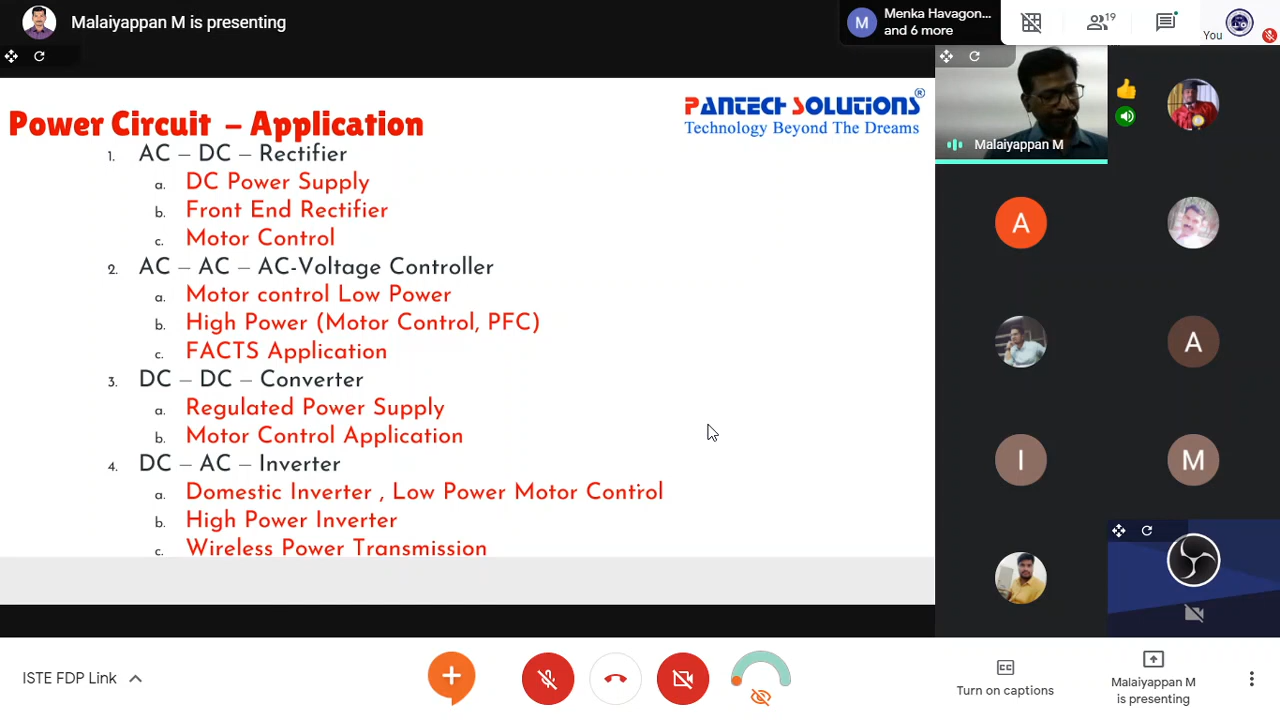 Malaiyappan M is presenting
Menka Havagon...
and 6 more
M
19
You
Power Circuit – Application
PANTECH SOLUTIONS®
Technology Beyond The Dreams
1. AC – DC – Rectifier
a. DC Power Supply
b. Front End Rectifier
c. Motor Control
2. AC – AC – AC-Voltage Controller
a. Motor control Low Power
b. High Power (Motor Control, PFC)
c. FACTS Application
3. DC – DC – Converter
a. Regulated Power Supply
b. Motor Control Application
4. DC – AC – Inverter
a. Domestic Inverter , Low Power Motor Control
b. High Power Inverter
c. Wireless Power Transmission
Malaiyappan M
A
A
I
M
ISTE FDP Link
Turn on captions
Malaiyappan M
is presenting